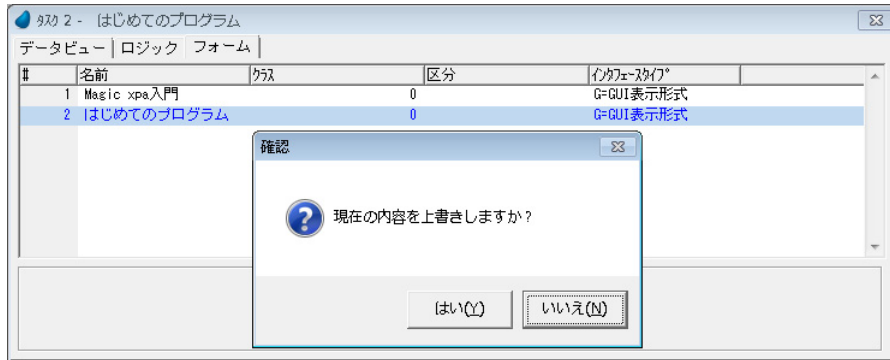 ﾀｽｸ 2 - はじめてのプログラム
データビュー ロジック フォーム
# 名前 ｸﾗｽ 区分 ｲﾝﾀﾌｪｰｽﾀｲﾌﾟ
1 Magic xpa入門 0 G=GUI表示形式
2 はじめてのプログラム 0 G=GUI表示形式
確認
現在の内容を上書きしますか?
はい(Y) いいえ(N)